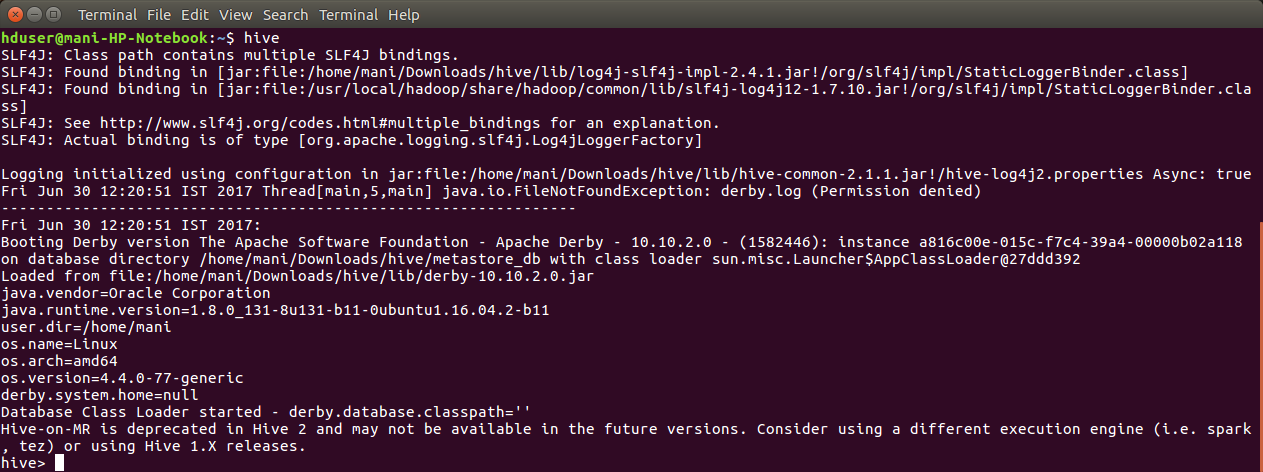 Terminal File Edit View Search Terminal Help
hduser@mani-HP-Notebook:~$ hive
SLF4J: Class path contains multiple SLF4J bindings.
SLF4J: Found binding in [jar:file:/home/mani/Downloads/hive/lib/log4j-slf4j-impl-2.4.1.jar!/org/slf4j/impl/StaticLoggerBinder.class]
SLF4J: Found binding in [jar:file:/usr/local/hadoop/share/hadoop/common/lib/slf4j-log4j12-1.7.10.jar!/org/slf4j/impl/StaticLoggerBinder.cla
ss]
SLF4J: See http://www.slf4j.org/codes.html#multiple_bindings for an explanation.
SLF4J: Actual binding is of type [org.apache.logging.slf4j.Log4jLoggerFactory]
Logging initialized using configuration in jar:file:/home/mani/Downloads/hive/lib/hive-common-2.1.1.jar!/hive-log4j2.properties Async: true
Fri Jun 30 12:20:51 IST 2017 Thread[main,5,main] java.io.FileNotFoundException: derby.log (Permission denied)
----------------------------------------------------------------
Fri Jun 30 12:20:51 IST 2017:
Booting Derby version The Apache Software Foundation - Apache Derby - 10.10.2.0 - (1582446): instance a816c00e-015c-f7c4-39a4-00000b02a118
on database directory /home/mani/Downloads/hive/metastore_db with class loader sun.misc.Launcher$AppClassLoader@27ddd392
Loaded from file:/home/mani/Downloads/hive/lib/derby-10.10.2.0.jar
java.vendor=Oracle Corporation
java.runtime.version=1.8.0_131-8u131-b11-0ubuntu1.16.04.2-b11
user.dir=/home/mani
os.name=Linux
os.arch=amd64
os.version=4.4.0-77-generic
derby.system.home=null
Database Class Loader started - derby.database.classpath=''
Hive-on-MR is deprecated in Hive 2 and may not be available in the future versions. Consider using a different execution engine (i.e. spark
, tez) or using Hive 1.X releases.
hive>